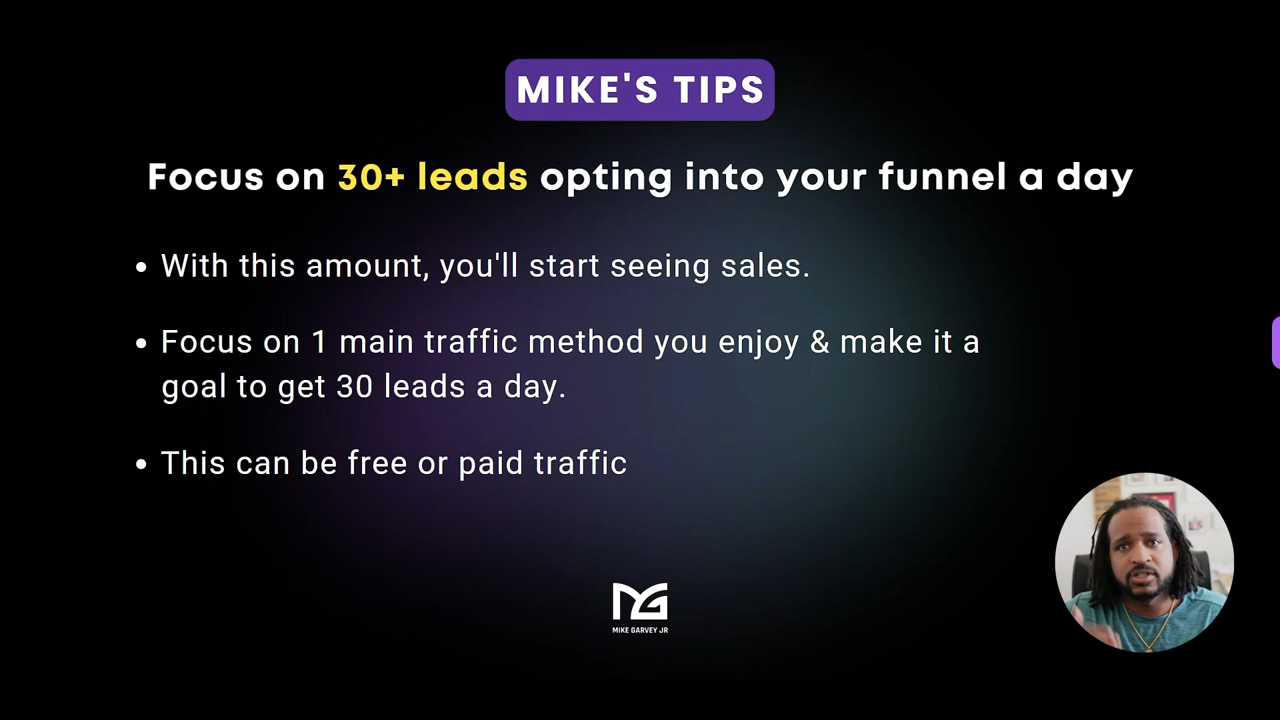 MIKE'S TIPS
Focus on 30+ leads opting into your funnel a day
• With this amount, you'll start seeing sales.
• Focus on 1 main traffic method you enjoy & make it a
goal to get 30 leads a day.
• This can be free or paid traffic
MG
MIKE GARVEY JR